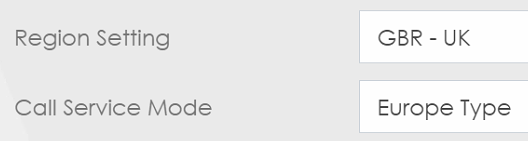 Region Setting GBR - UK
Call Service Mode Europe Type